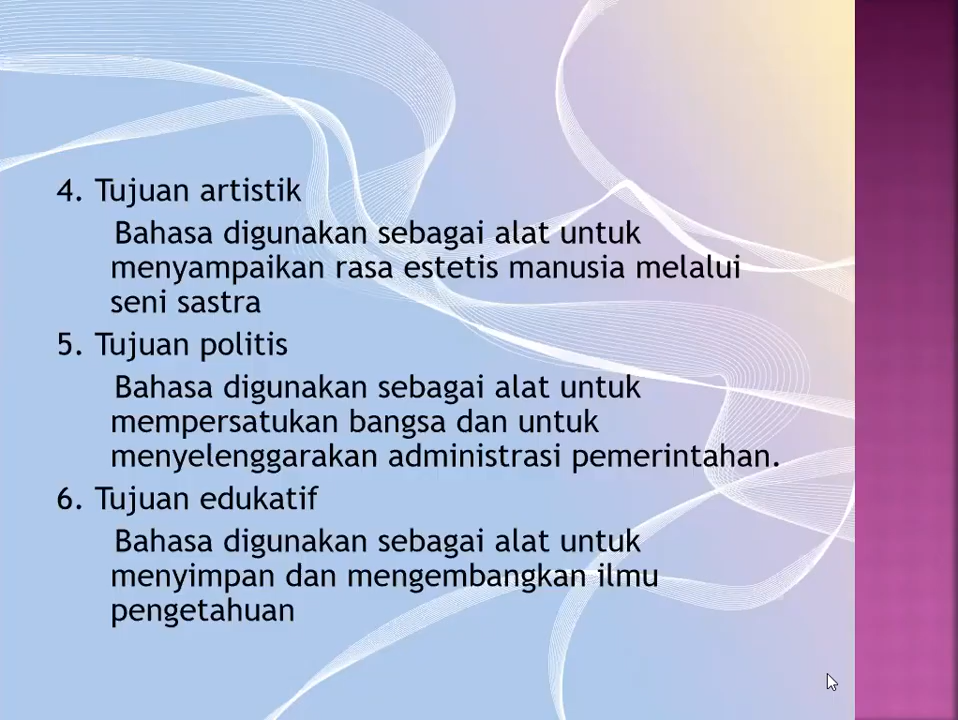 4. Tujuan artistik
Bahasa digunakan sebagai alat untuk
menyampaikan rasa estetis manusia melalui
seni sastra
5. Tujuan politis
Bahasa digunakan sebagai alat untuk
mempersatukan bangsa dan untuk
menyelenggarakan administrasi pemerintahan.
6. Tujuan edukatif
Bahasa digunakan sebagai alat untuk
menyimpan dan mengembangkan ilmu
pengetahuan